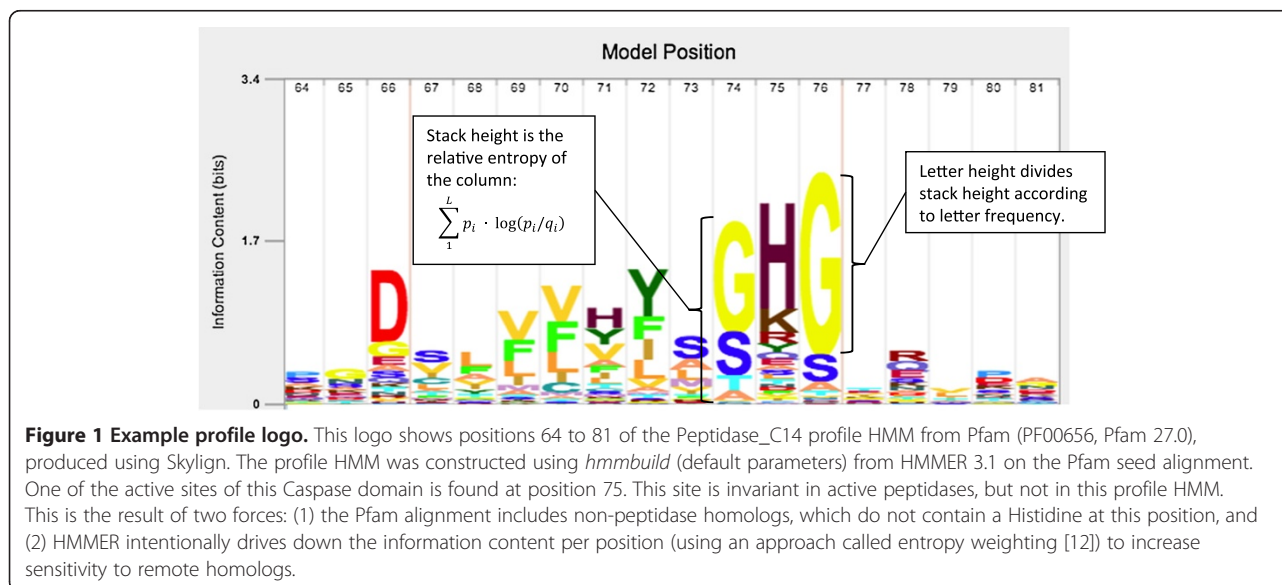 Model Position
3.4
64 65 66 67 68 69 70 71 72 73 74 75 76 77 78 79 80 81
Stack height is the
relative entropy of
the column:
L
∑ p_i · log(p_i/q_i)
1
Letter height divides
stack height according
to letter frequency.
Information Content (bits)
1.7
0
D
G
E
S
V
F
L
V
F
L
H
Y
V
Y
F
I
L
V
S
A
G
S
T
A
H
K
R
Y
G
S
R
Figure 1 Example profile logo. This logo shows positions 64 to 81 of the Peptidase_C14 profile HMM from Pfam (PF00656, Pfam 27.0),
produced using Skylign. The profile HMM was constructed using hmmbuild (default parameters) from HMMER 3.1 on the Pfam seed alignment.
One of the active sites of this Caspase domain is found at position 75. This site is invariant in active peptidases, but not in this profile HMM.
This is the result of two forces: (1) the Pfam alignment includes non-peptidase homologs, which do not contain a Histidine at this position, and
(2) HMMER intentionally drives down the information content per position (using an approach called entropy weighting [12]) to increase
sensitivity to remote homologs.